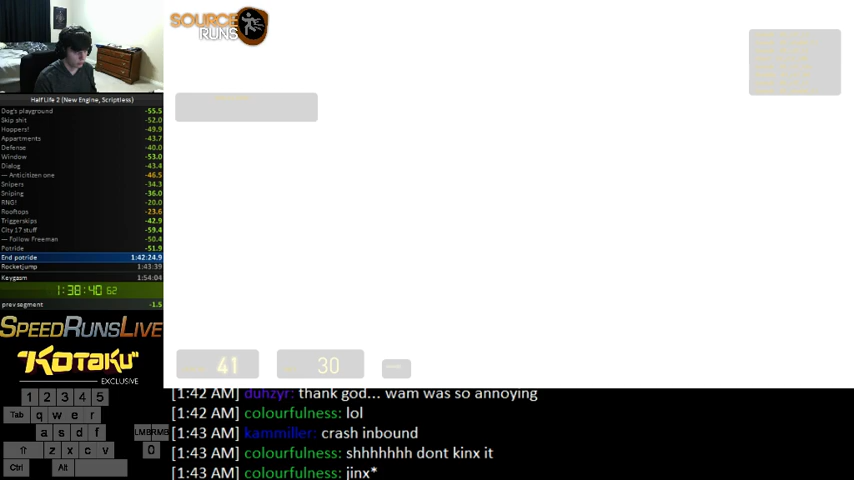 SOURCE
RUNS
Half Life 2 (New Engine, Scriptless)
Dog's playground -55.5
Skip shit -52.0
Hoppers! -49.9
Appartments -43.7
Defense -40.0
Window -53.0
Dialog -43.4
— Anticitizen one -46.5
Snipers -34.3
Sniping -36.0
RNG! -20.0
Rooftops -23.6
Triggerskips -42.9
City 17 stuff -59.4
— Follow Freeman -50.4
Potride -51.9
End potride 1:42:24.9
Rocketjump 1:43:39
Keygasm 1:54:04
1:38:40 62
prev segment -1.5
SPEEDRUNSLIVE
"KOTAKU"
EXCLUSIVE
1 2 3 4 5
Tab q w e r
a s d f LMB RMB
⇧ z x c v 0
Ctrl Alt
41
30
[1:42 AM] duhzyr: thank god... wam was so annoying
[1:42 AM] colourfulness: lol
[1:43 AM] kammiller: crash inbound
[1:43 AM] colourfulness: shhhhhhh dont kinx it
[1:43 AM] colourfulness: jinx*